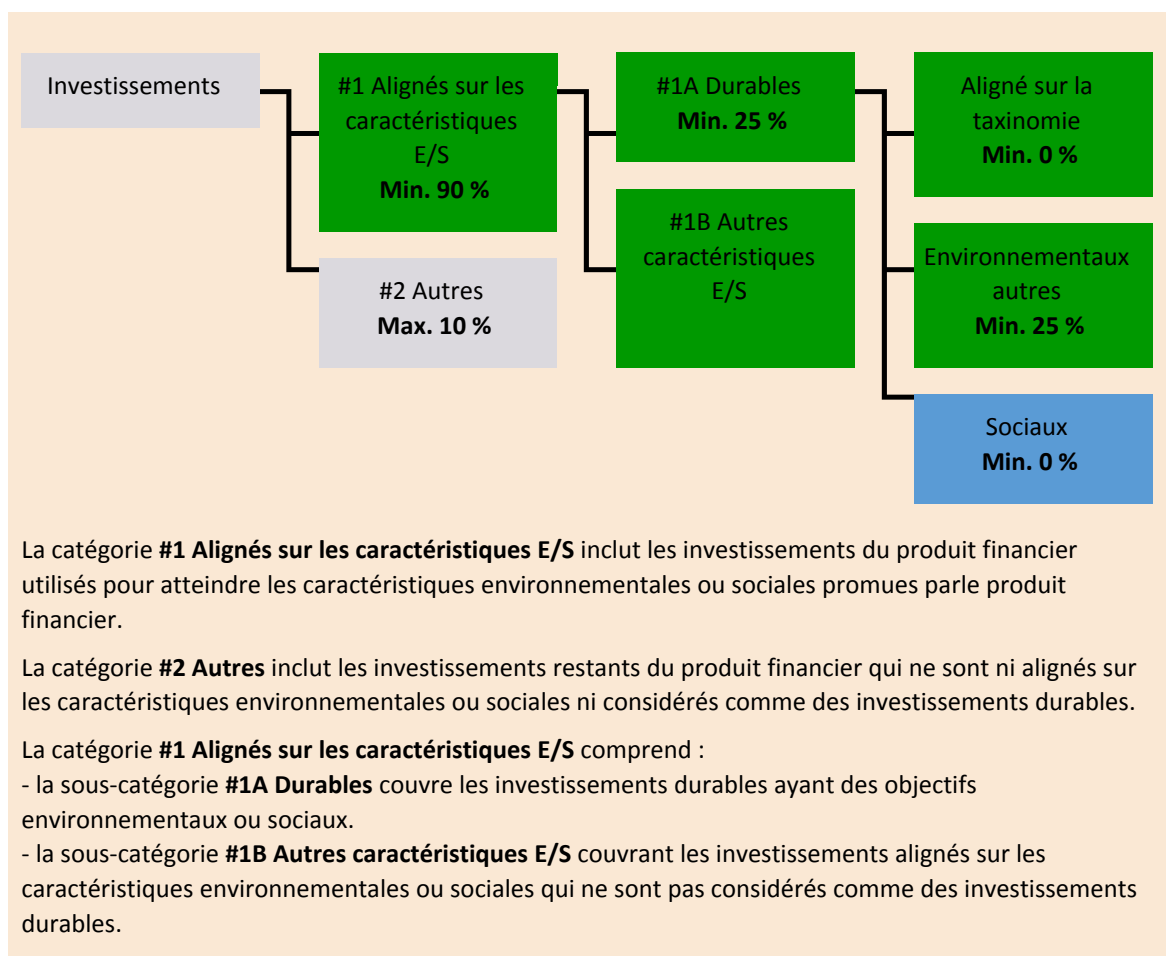 Investissements
#1 Alignés sur les
caractéristiques
E/S
Min. 90 %
#2 Autres
Max. 10 %
#1A Durables
Min. 25 %
#1B Autres
caractéristiques
E/S
Aligné sur la
taxinomie
Min. 0 %
Environnementaux
autres
Min. 25 %
Sociaux
Min. 0 %
La catégorie #1 Alignés sur les caractéristiques E/S inclut les investissements du produit financier
utilisés pour atteindre les caractéristiques environnementales ou sociales promues parle produit
financier.
La catégorie #2 Autres inclut les investissements restants du produit financier qui ne sont ni alignés sur
les caractéristiques environnementales ou sociales ni considérés comme des investissements durables.
La catégorie #1 Alignés sur les caractéristiques E/S comprend :
- la sous-catégorie #1A Durables couvre les investissements durables ayant des objectifs
environnementaux ou sociaux.
- la sous-catégorie #1B Autres caractéristiques E/S couvrant les investissements alignés sur les
caractéristiques environnementales ou sociales qui ne sont pas considérés comme des investissements
durables.